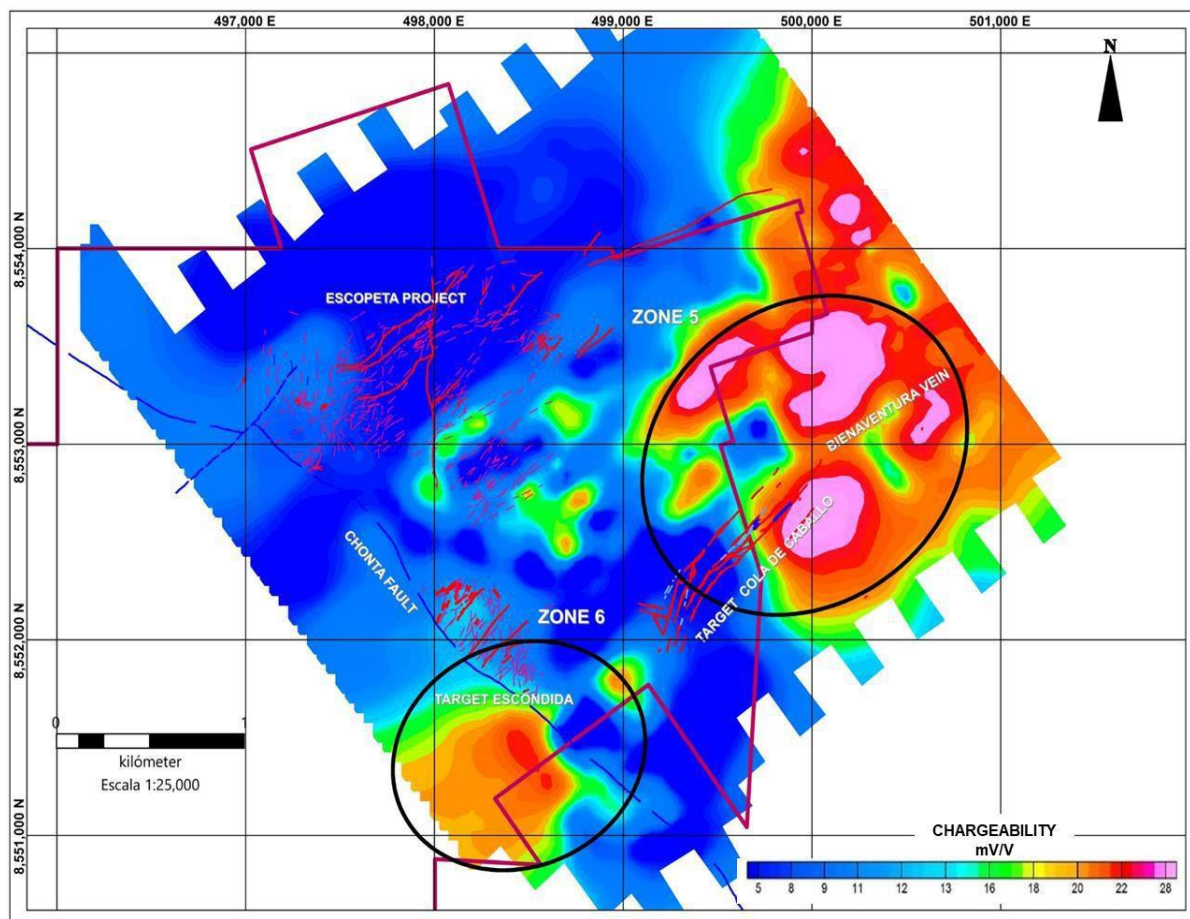 497,000 E
498,000 E
499,000 E
500,000 E
501,000 E
N
8,554,000 N
ESCOPETA PROJECT
ZONE 5
BIENAVENTURA VEIN
8,553,000 N
CHONTA FAULT
TARGET COLA DE CABALLO
ZONE 6
8,552,000 N
TARGET ESCONDIDA
0
1
kilómeter
Escala 1:25,000
8,551,000 N
CHARGEABILITY
mV/V
5 8 9 11 12 13 16 18 20 22 28